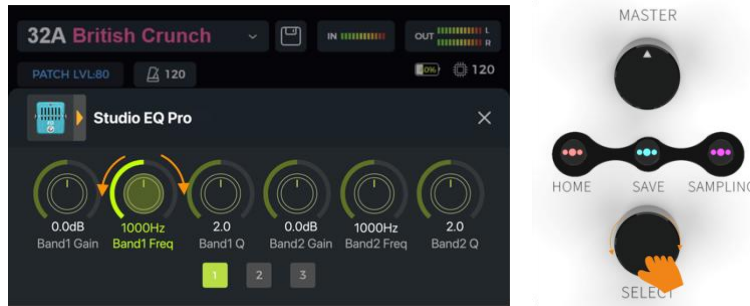 32A British Crunch
IN
OUT
L
R
PATCH LVL:80
120
120
Studio EQ Pro
0.0dB
1000Hz
2.0
0.0dB
1000Hz
2.0
Band1 Gain
Band1 Freq
Band1 Q
Band2 Gain
Band2 Freq
Band2 Q
1
2
3
MASTER
HOME
SAVE
SAMPLING
SELECT